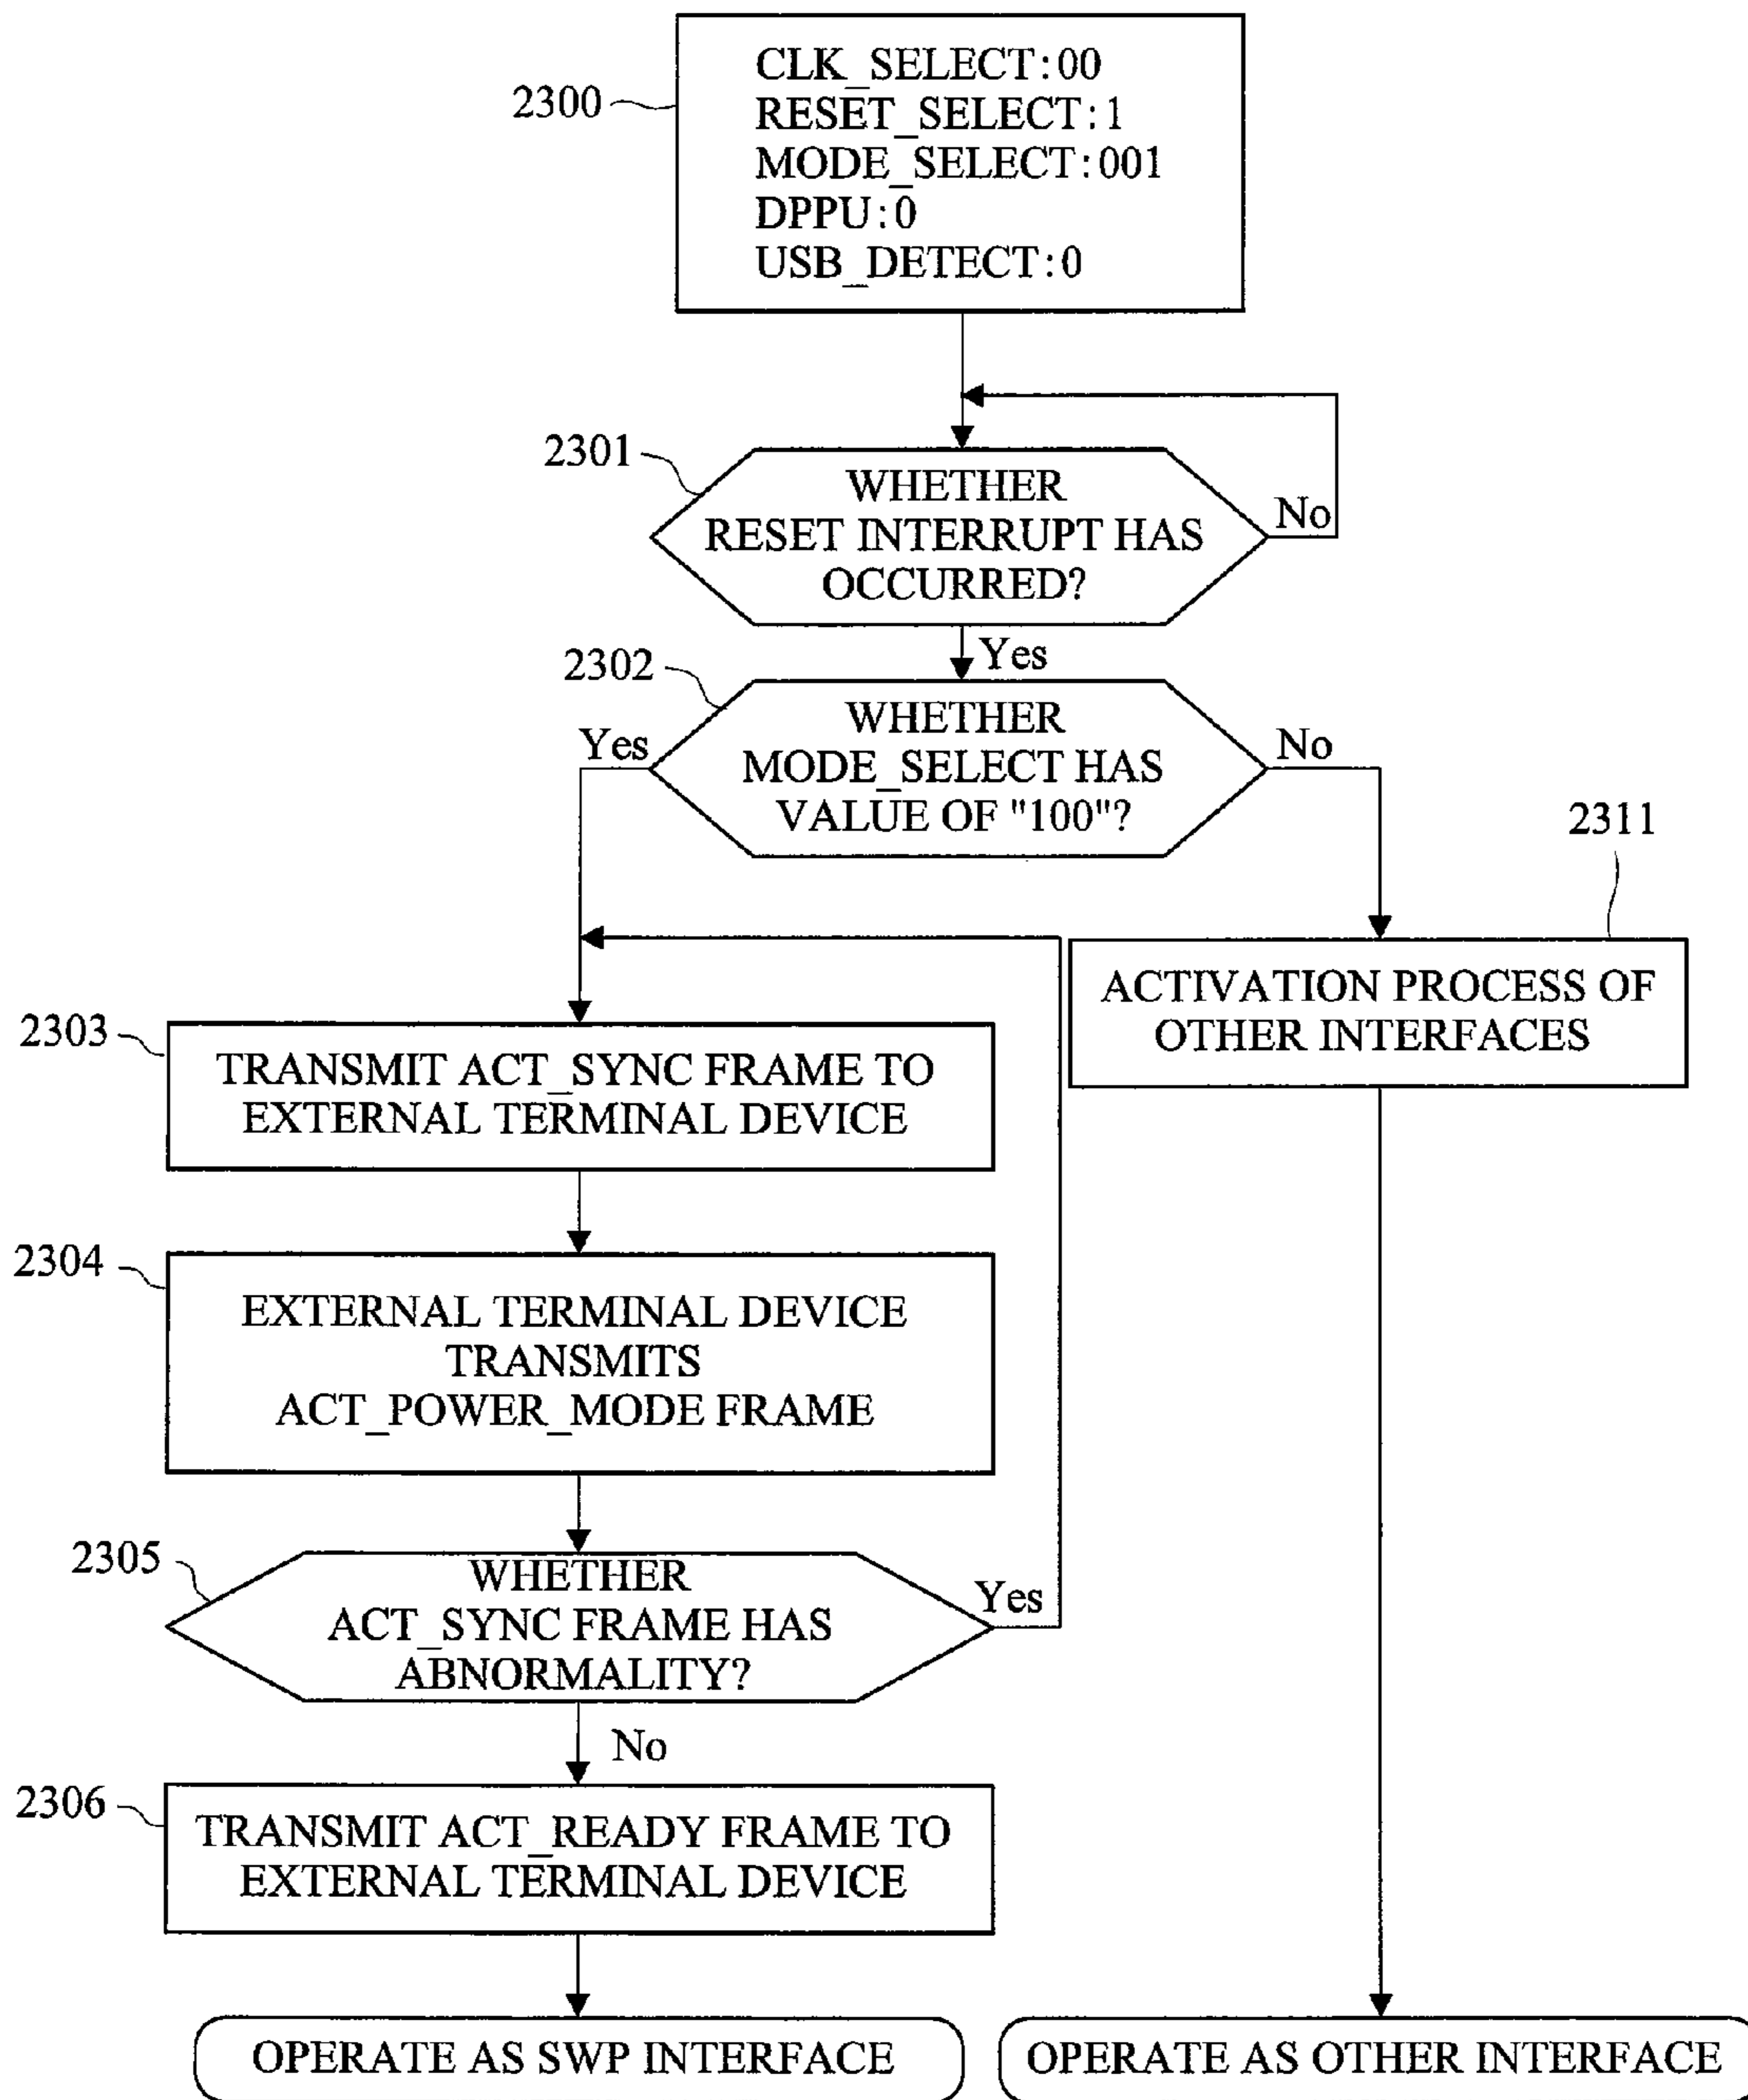 2300
CLK_SELECT:00
RESET_SELECT:1
MODE_SELECT:001
DPPU:0
USB_DETECT:0
2301
WHETHER
RESET INTERRUPT HAS
OCCURRED?
No
Yes
2302
WHETHER
MODE_SELECT HAS
VALUE OF "100"?
Yes
No
2311
ACTIVATION PROCESS OF
OTHER INTERFACES
2303
TRANSMIT ACT_SYNC FRAME TO
EXTERNAL TERMINAL DEVICE
2304
EXTERNAL TERMINAL DEVICE
TRANSMITS
ACT_POWER_MODE FRAME
2305
WHETHER
ACT_SYNC FRAME HAS
ABNORMALITY?
Yes
No
2306
TRANSMIT ACT_READY FRAME TO
EXTERNAL TERMINAL DEVICE
OPERATE AS SWP INTERFACE
OPERATE AS OTHER INTERFACE